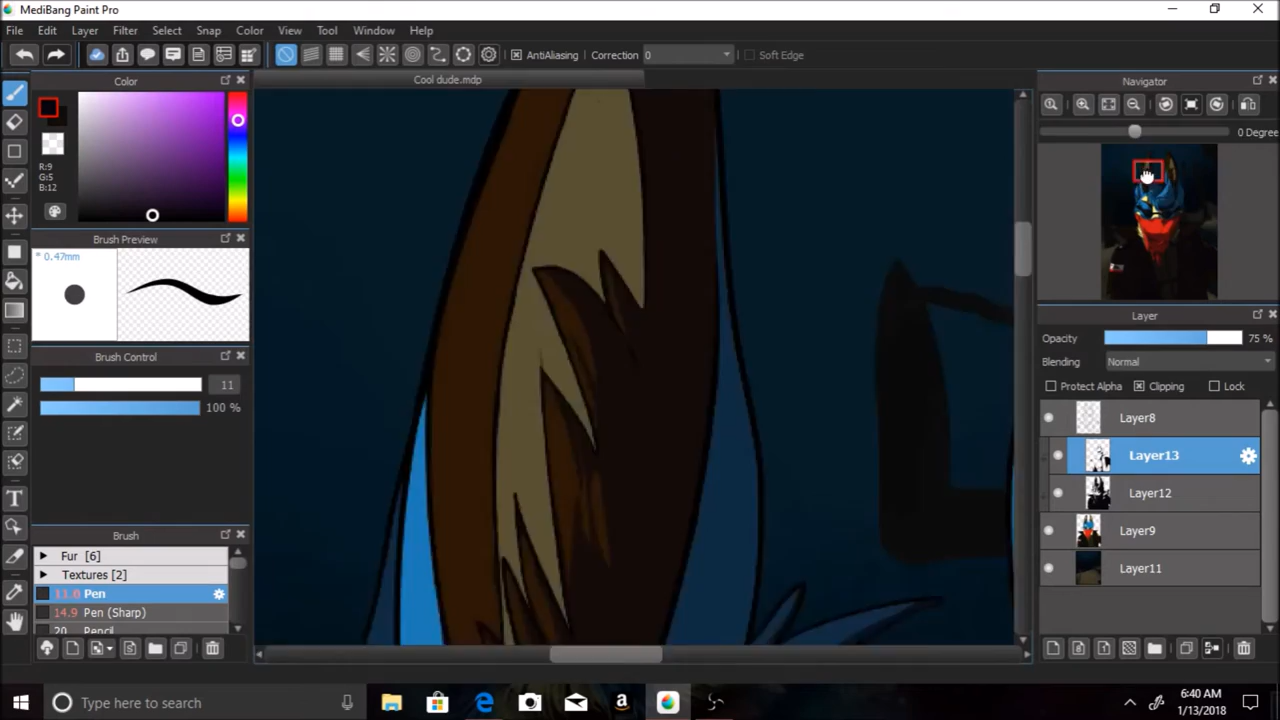 MediBang Paint Pro
File Edit Layer Filter Select Snap Color View Tool Window Help
AntiAliasing Correction 0 Soft Edge
Color
Cool dude.mdp
Navigator
0 Degree
R:9
G:5
B:12
Brush Preview
* 0.47mm
Brush Control
11
100 %
Layer
Opacity 75 %
Blending Normal
Protect Alpha Clipping Lock
Layer8
Layer13
Layer12
Layer9
Layer11
Brush
Fur [6]
Textures [2]
11.0 Pen
14.9 Pen (Sharp)
20 Pencil
Type here to search
6:40 AM
1/13/2018